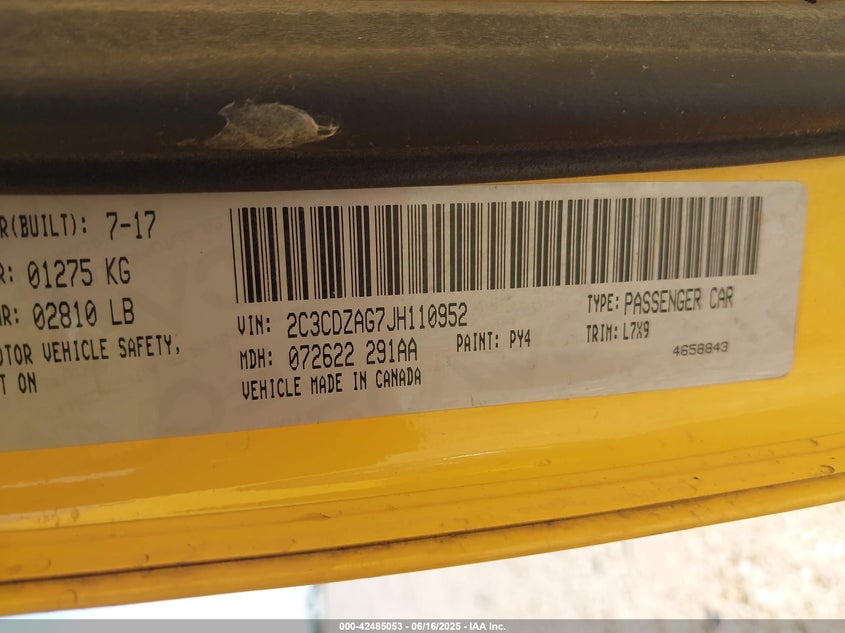 R(BUILT): 7-17
R: 01275 KG
AR: 02810 LB
OTOR VEHICLE SAFETY,
T ON
VIN: 2C3CDZAG7JH110952
TYPE: PASSENGER CAR
MDH: 072622 291AA
PAINT: PY4
TRIM: L7X9
VEHICLE MADE IN CANADA
4658843
000-42485053 - 06/16/2025 - IAA Inc.